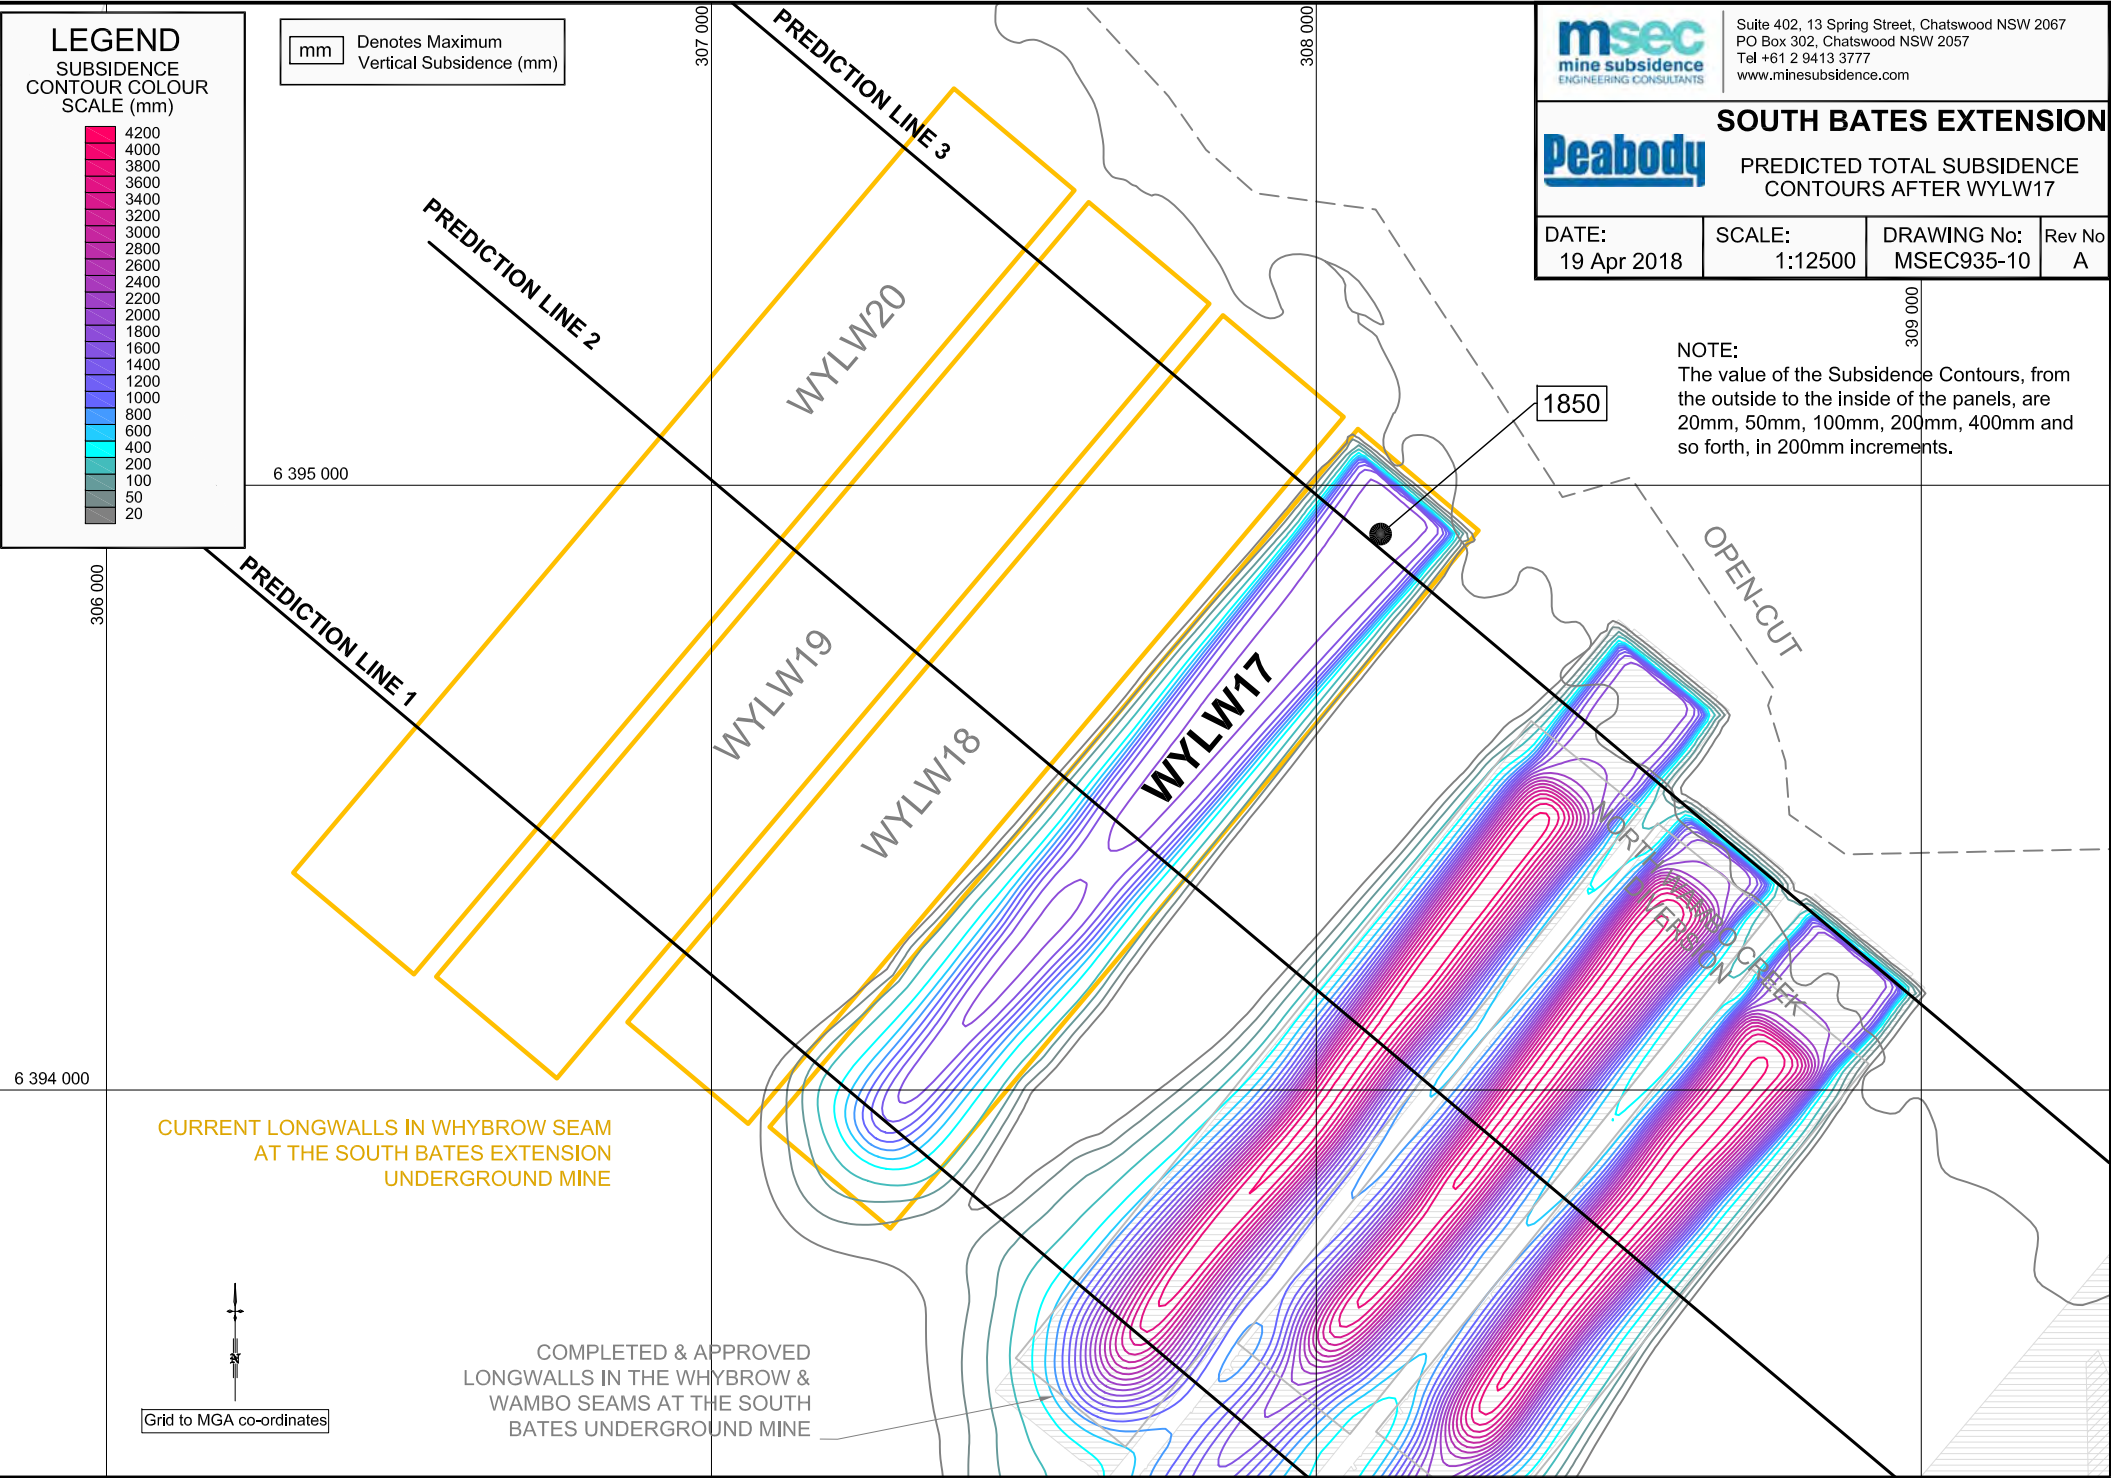 LEGEND
SUBSIDENCE
CONTOUR COLOUR
SCALE (mm)
4200
4000
3800
3600
3400
3200
3000
2800
2600
2400
2200
2000
1800
1600
1400
1200
1000
800
600
400
200
100
50
20
mm
Denotes Maximum
Vertical Subsidence (mm)
307 000
308 000
309 000
306 000
6 395 000
6 394 000
PREDICTION LINE 3
PREDICTION LINE 2
PREDICTION LINE 1
WYLW20
WYLW19
WYLW18
WYLW17
1850
OPEN-CUT
NORTH WAMBO CREEK
DIVERSION
msec
mine subsidence
ENGINEERING CONSULTANTS
Suite 402, 13 Spring Street, Chatswood NSW 2067
PO Box 302, Chatswood NSW 2057
Tel +61 2 9413 3777
www.minesubsidence.com
Peabody
SOUTH BATES EXTENSION
PREDICTED TOTAL SUBSIDENCE
CONTOURS AFTER WYLW17
DATE:
19 Apr 2018
SCALE:
1:12500
DRAWING No:
MSEC935-10
Rev No
A
NOTE:
The value of the Subsidence Contours, from
the outside to the inside of the panels, are
20mm, 50mm, 100mm, 200mm, 400mm and
so forth, in 200mm increments.
CURRENT LONGWALLS IN WHYBROW SEAM
AT THE SOUTH BATES EXTENSION
UNDERGROUND MINE
COMPLETED & APPROVED
LONGWALLS IN THE WHYBROW &
WAMBO SEAMS AT THE SOUTH
BATES UNDERGROUND MINE
N
Grid to MGA co-ordinates